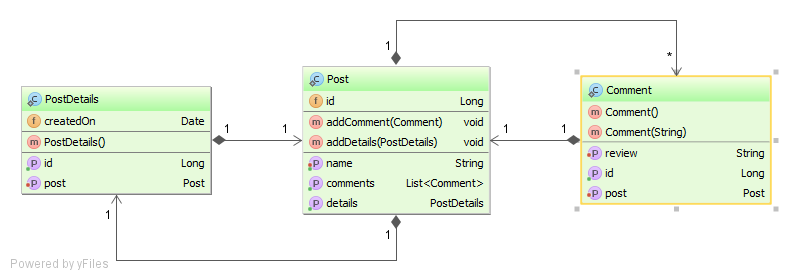 1
*
PostDetails
createdOn Date
PostDetails()
id Long
post Post
1 1
1
Post
id Long
addComment(Comment) void
addDetails(PostDetails) void
name String
comments List<Comment>
details PostDetails
1
1 1
Comment
Comment()
Comment(String)
review String
id Long
post Post
Powered by yFiles